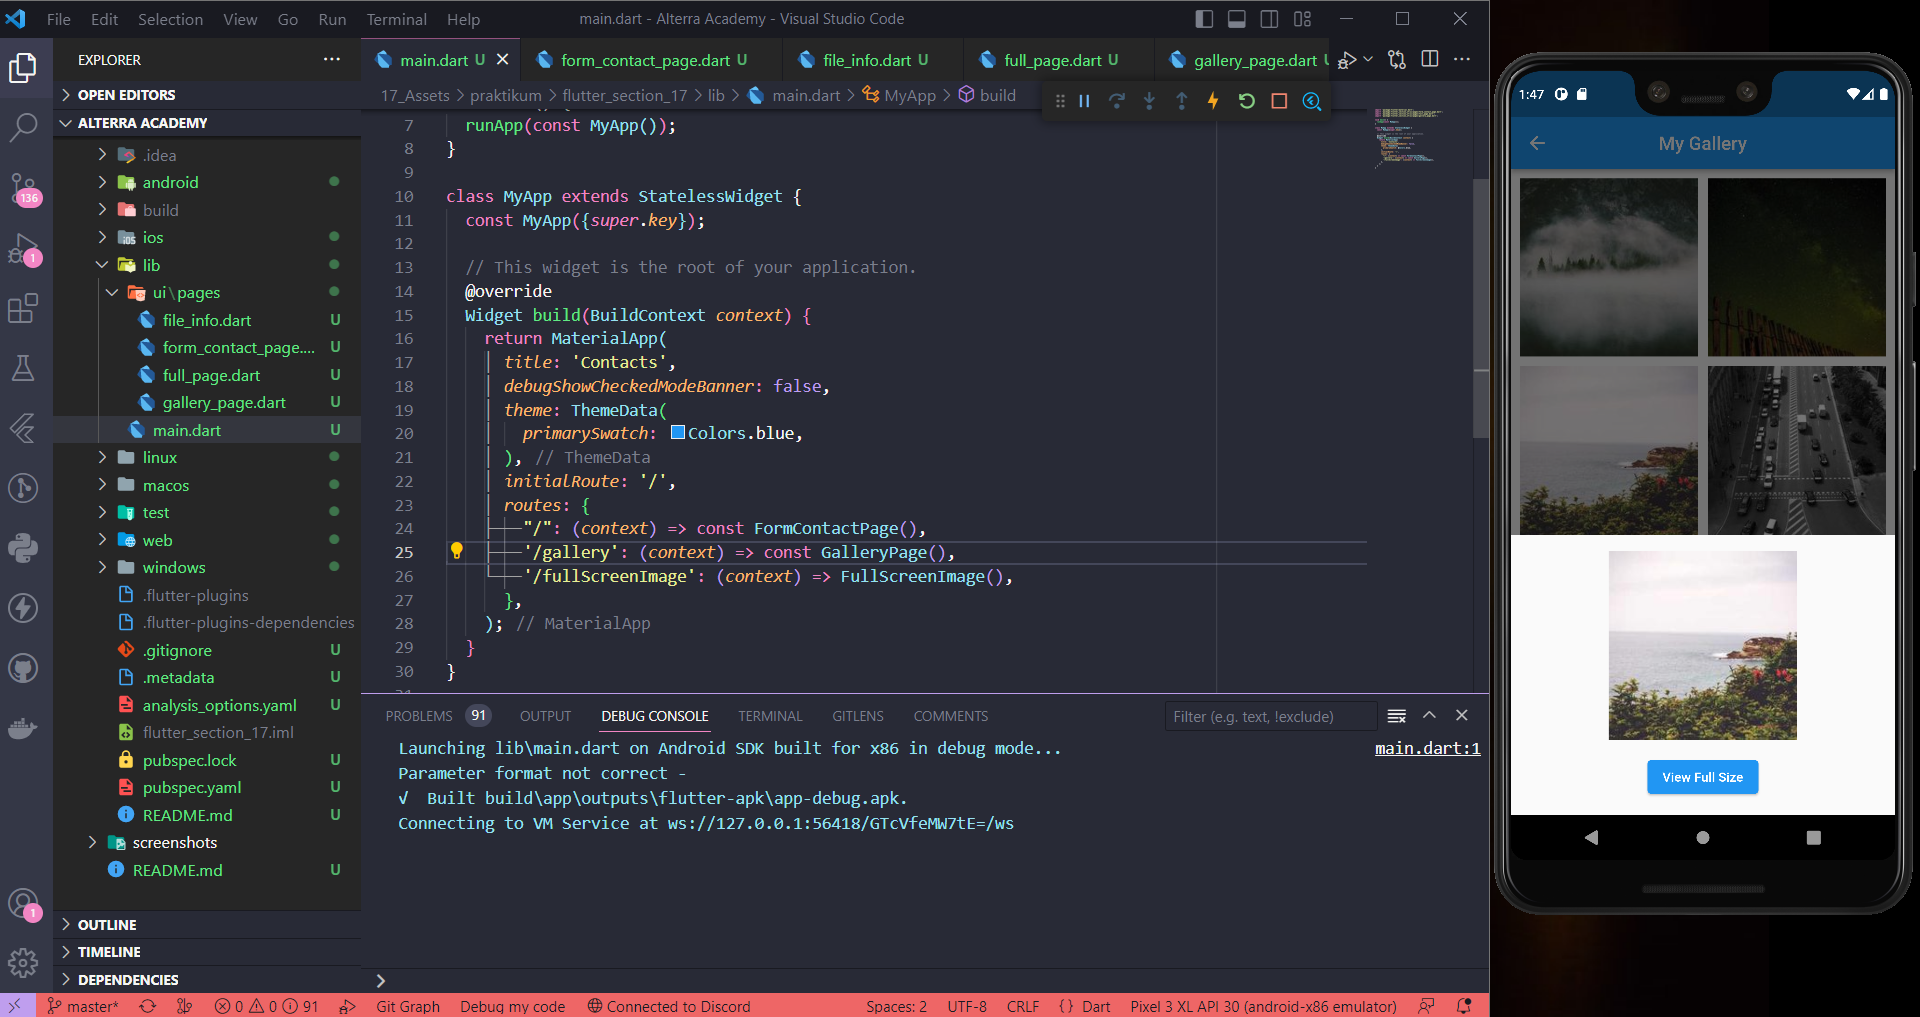 File Edit Selection View Go Run Terminal Help main.dart - Alterra Academy - Visual Studio Code
EXPLORER
OPEN EDITORS
ALTERRA ACADEMY
.idea
android
build
ios
lib
ui\pages
file_info.dart U
form_contact_page.... U
full_page.dart U
gallery_page.dart U
main.dart U
linux
macos
test
web
windows
.flutter-plugins
.flutter-plugins-dependencies
.gitignore U
.metadata U
analysis_options.yaml U
flutter_section_17.iml
pubspec.lock U
pubspec.yaml U
README.md U
screenshots
README.md U
OUTLINE
TIMELINE
DEPENDENCIES
136
1
1
main.dart U form_contact_page.dart U file_info.dart U full_page.dart U gallery_page.dart U
17_Assets > praktikum > flutter_section_17 > lib > main.dart > MyApp > build
7 runApp(const MyApp());
8 }
9
10 class MyApp extends StatelessWidget {
11 const MyApp({super.key});
12
13 // This widget is the root of your application.
14 @override
15 Widget build(BuildContext context) {
16 return MaterialApp(
17 title: 'Contacts',
18 debugShowCheckedModeBanner: false,
19 theme: ThemeData(
20 primarySwatch: Colors.blue,
21 ), // ThemeData
22 initialRoute: '/',
23 routes: {
24 "/": (context) => const FormContactPage(),
25 '/gallery': (context) => const GalleryPage(),
26 '/fullScreenImage': (context) => FullScreenImage(),
27 },
28 ); // MaterialApp
29 }
30 }
PROBLEMS 91 OUTPUT DEBUG CONSOLE TERMINAL GITLENS COMMENTS Filter (e.g. text, !exclude)
Launching lib\main.dart on Android SDK built for x86 in debug mode... main.dart:1
Parameter format not correct -
√ Built build\app\outputs\flutter-apk\app-debug.apk.
Connecting to VM Service at ws://127.0.0.1:56418/GTcVfeMW7tE=/ws
master* 0 0 91 Git Graph Debug my code Connected to Discord Spaces: 2 UTF-8 CRLF {} Dart Pixel 3 XL API 30 (android-x86 emulator)
1:47
My Gallery
View Full Size